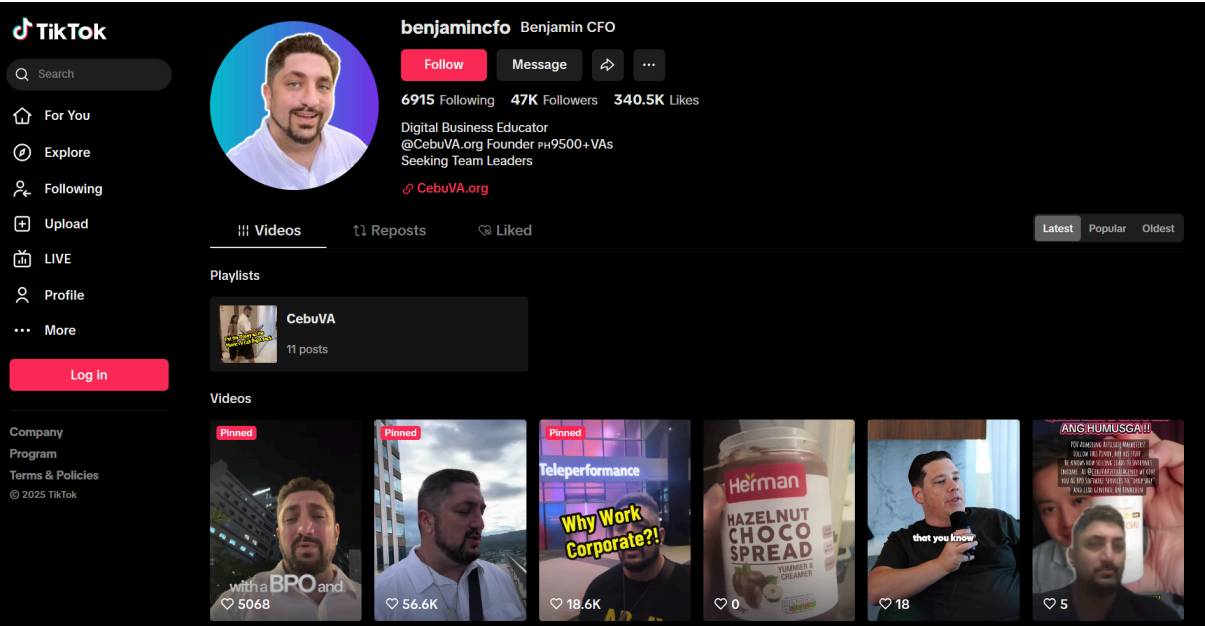 TikTok
Search
For You
Explore
Following
Upload
LIVE
Profile
More
Log in
Company
Program
Terms & Policies
© 2025 TikTok
benjamincfo Benjamin CFO
Follow Message
6915 Following 47K Followers 340.5K Likes
Digital Business Educator
@CebuVA.org Founder PH9500+VAs
Seeking Team Leaders
CebuVA.org
Videos Reposts Liked
Latest Popular Oldest
Playlists
CebuVA
11 posts
Videos
Pinned
with a BPO and
5068
Pinned
56.6K
Pinned
Teleperformance
Why Work
Corporate?!
18.6K
Herman
HAZELNUT
CHOCO
SPREAD
YUMMIER &
CREAMIER
0
that you know
18
ANG HUMUSGA!!
5